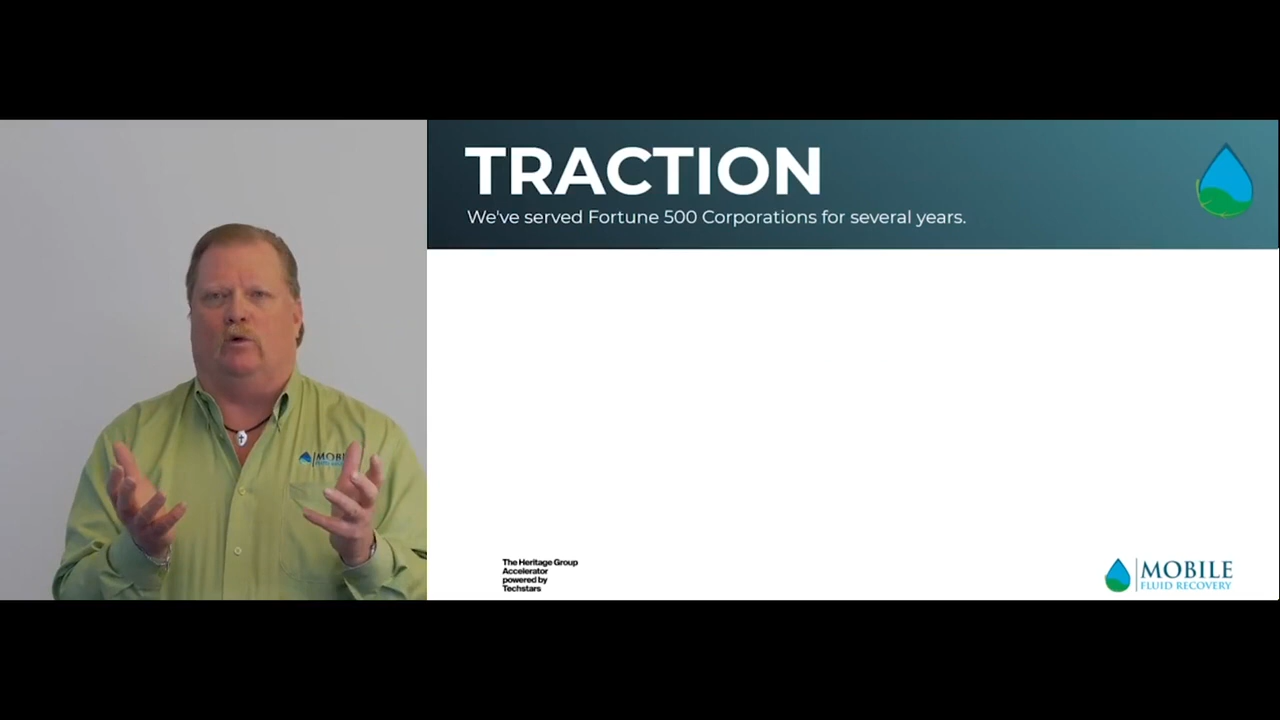 TRACTION
We've served Fortune 500 Corporations for several years.
MOBI
The Heritage Group
Accelerator
powered by
Techstars
MOBILE
FLUID RECOVERY